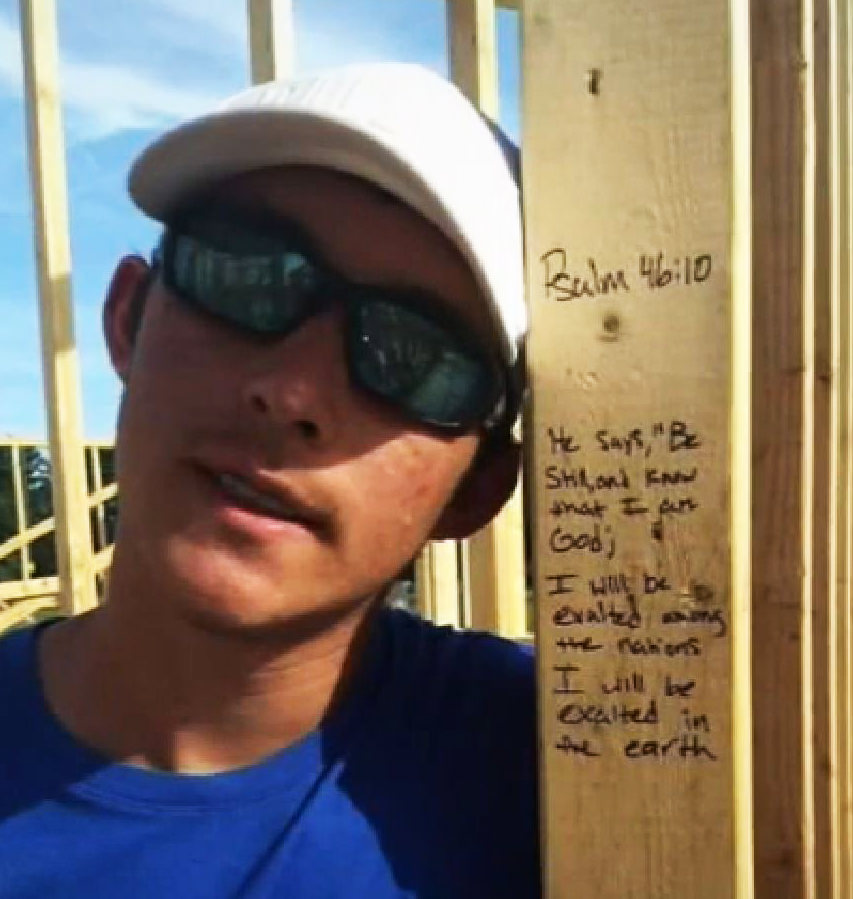 Psalm 46:10
He says, "Be
Still, and know
that I am
God;
I will be
exalted among
the nations
I will be
exalted in
the earth